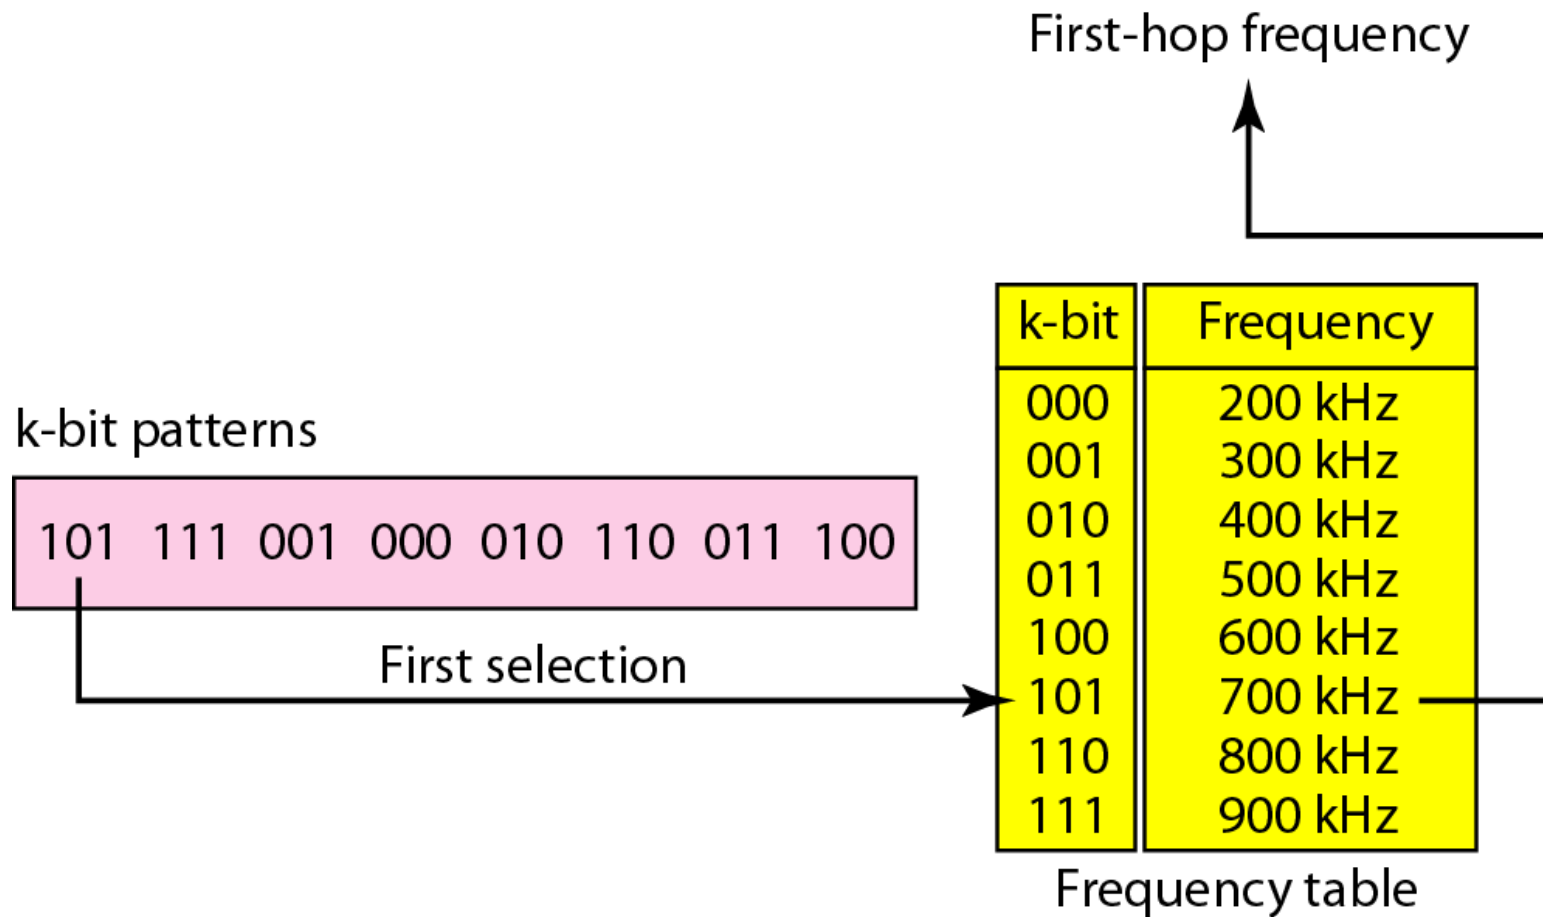 First-hop frequency
k-bit patterns
101 111 001 000 010 110 011 100
First selection
k-bit Frequency
000 200 kHz
001 300 kHz
010 400 kHz
011 500 kHz
100 600 kHz
101 700 kHz
110 800 kHz
111 900 kHz
Frequency table